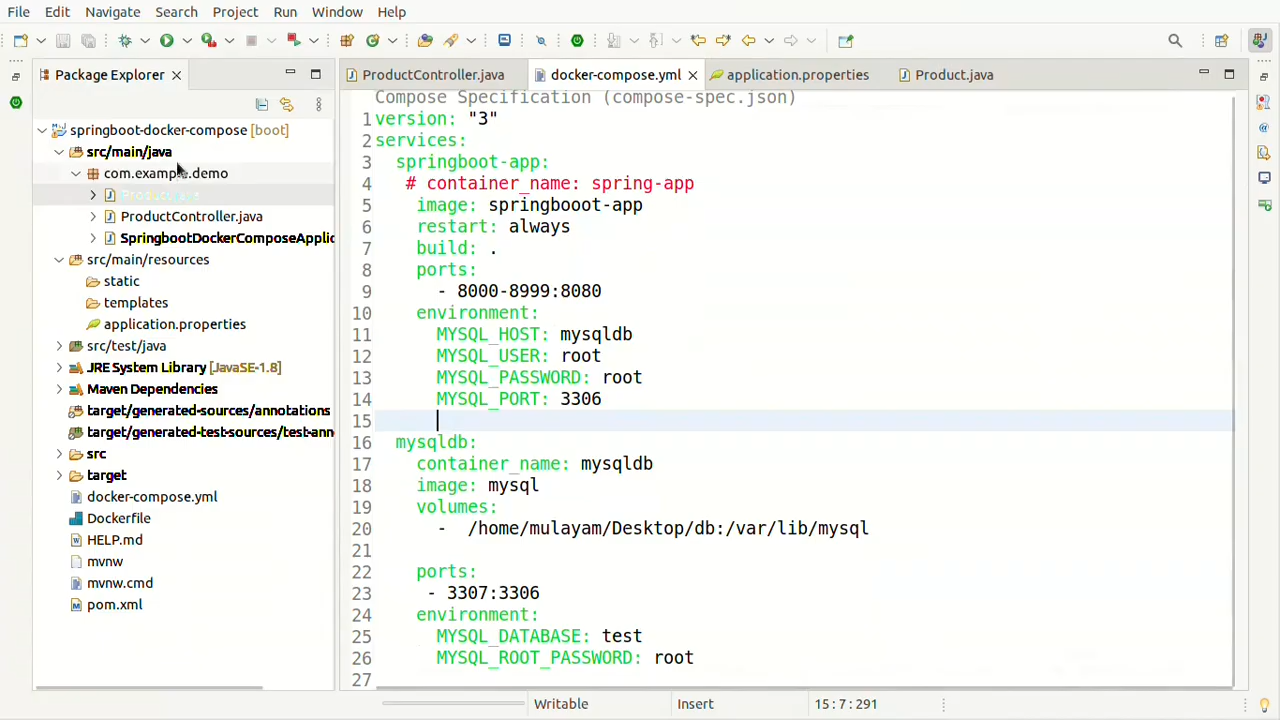 File Edit Navigate Search Project Run Window Help
Package Explorer
ProductController.java
docker-compose.yml
application.properties
Product.java
springboot-docker-compose [boot]
src/main/java
com.example.demo
Product.java
ProductController.java
SpringbootDockerComposeApplic
src/main/resources
static
templates
application.properties
src/test/java
JRE System Library [JavaSE-1.8]
Maven Dependencies
target/generated-sources/annotations
target/generated-test-sources/test-ann
src
target
docker-compose.yml
Dockerfile
HELP.md
mvnw
mvnw.cmd
pom.xml
Compose Specification (compose-spec.json)
1 version: "3"
2 services:
3   springboot-app:
4    # container_name: spring-app
5     image: springbooot-app
6     restart: always
7     build: .
8     ports:
9       - 8000-8999:8080
10     environment:
11       MYSQL_HOST: mysqldb
12       MYSQL_USER: root
13       MYSQL_PASSWORD: root
14       MYSQL_PORT: 3306
15
16   mysqldb:
17     container_name: mysqldb
18     image: mysql
19     volumes:
20       -  /home/mulayam/Desktop/db:/var/lib/mysql
21
22     ports:
23      - 3307:3306
24     environment:
25       MYSQL_DATABASE: test
26       MYSQL_ROOT_PASSWORD: root
27
Writable
Insert
15 : 7 : 291